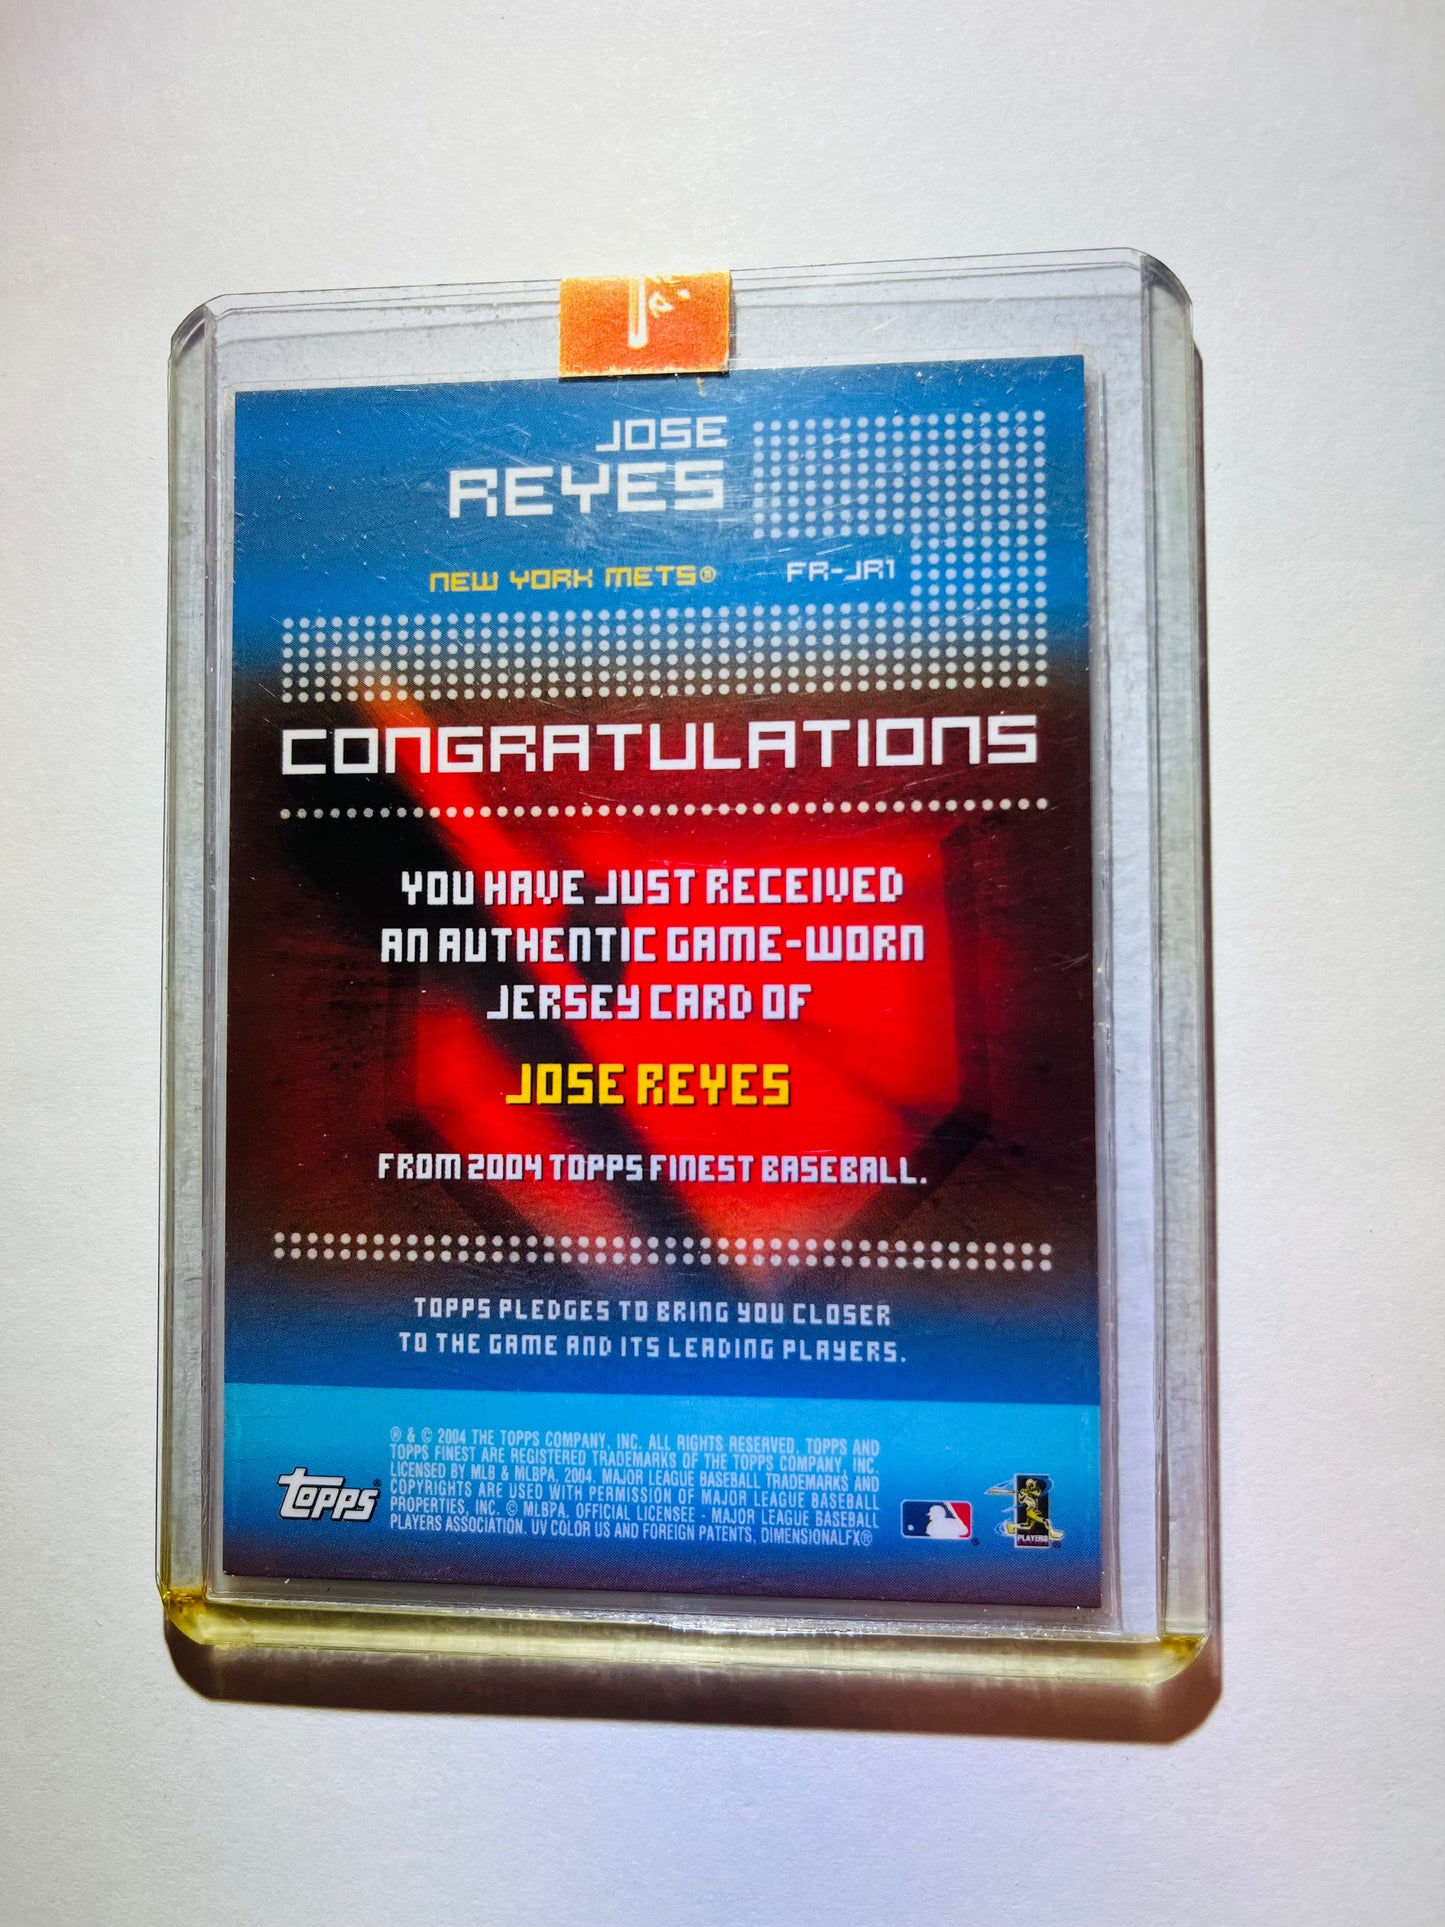 JOSE
REYES
NEW YORK METS®
FR-JR1
CONGRATULATIONS
YOU HAVE JUST RECEIVED
AN AUTHENTIC GAME-WORN
JERSEY CARD OF
JOSE REYES
FROM 2004 TOPPS FINEST BASEBALL.
TOPPS PLEDGES TO BRING YOU CLOSER
TO THE GAME AND ITS LEADING PLAYERS.
® & © 2004 THE TOPPS COMPANY, INC. ALL RIGHTS RESERVED. TOPPS AND
TOPPS FINEST ARE REGISTERED TRADEMARKS OF THE TOPPS COMPANY, INC.
LICENSED BY MLB & MLBPA, 2004. MAJOR LEAGUE BASEBALL TRADEMARKS AND
COPYRIGHTS ARE USED WITH PERMISSION OF MAJOR LEAGUE BASEBALL
PROPERTIES, INC. © MLBPA. OFFICIAL LICENSEE - MAJOR LEAGUE BASEBALL
PLAYERS ASSOCIATION. UV COLOR US AND FOREIGN PATENTS, DIMENSIONALFX®
topps®
PLAYERS